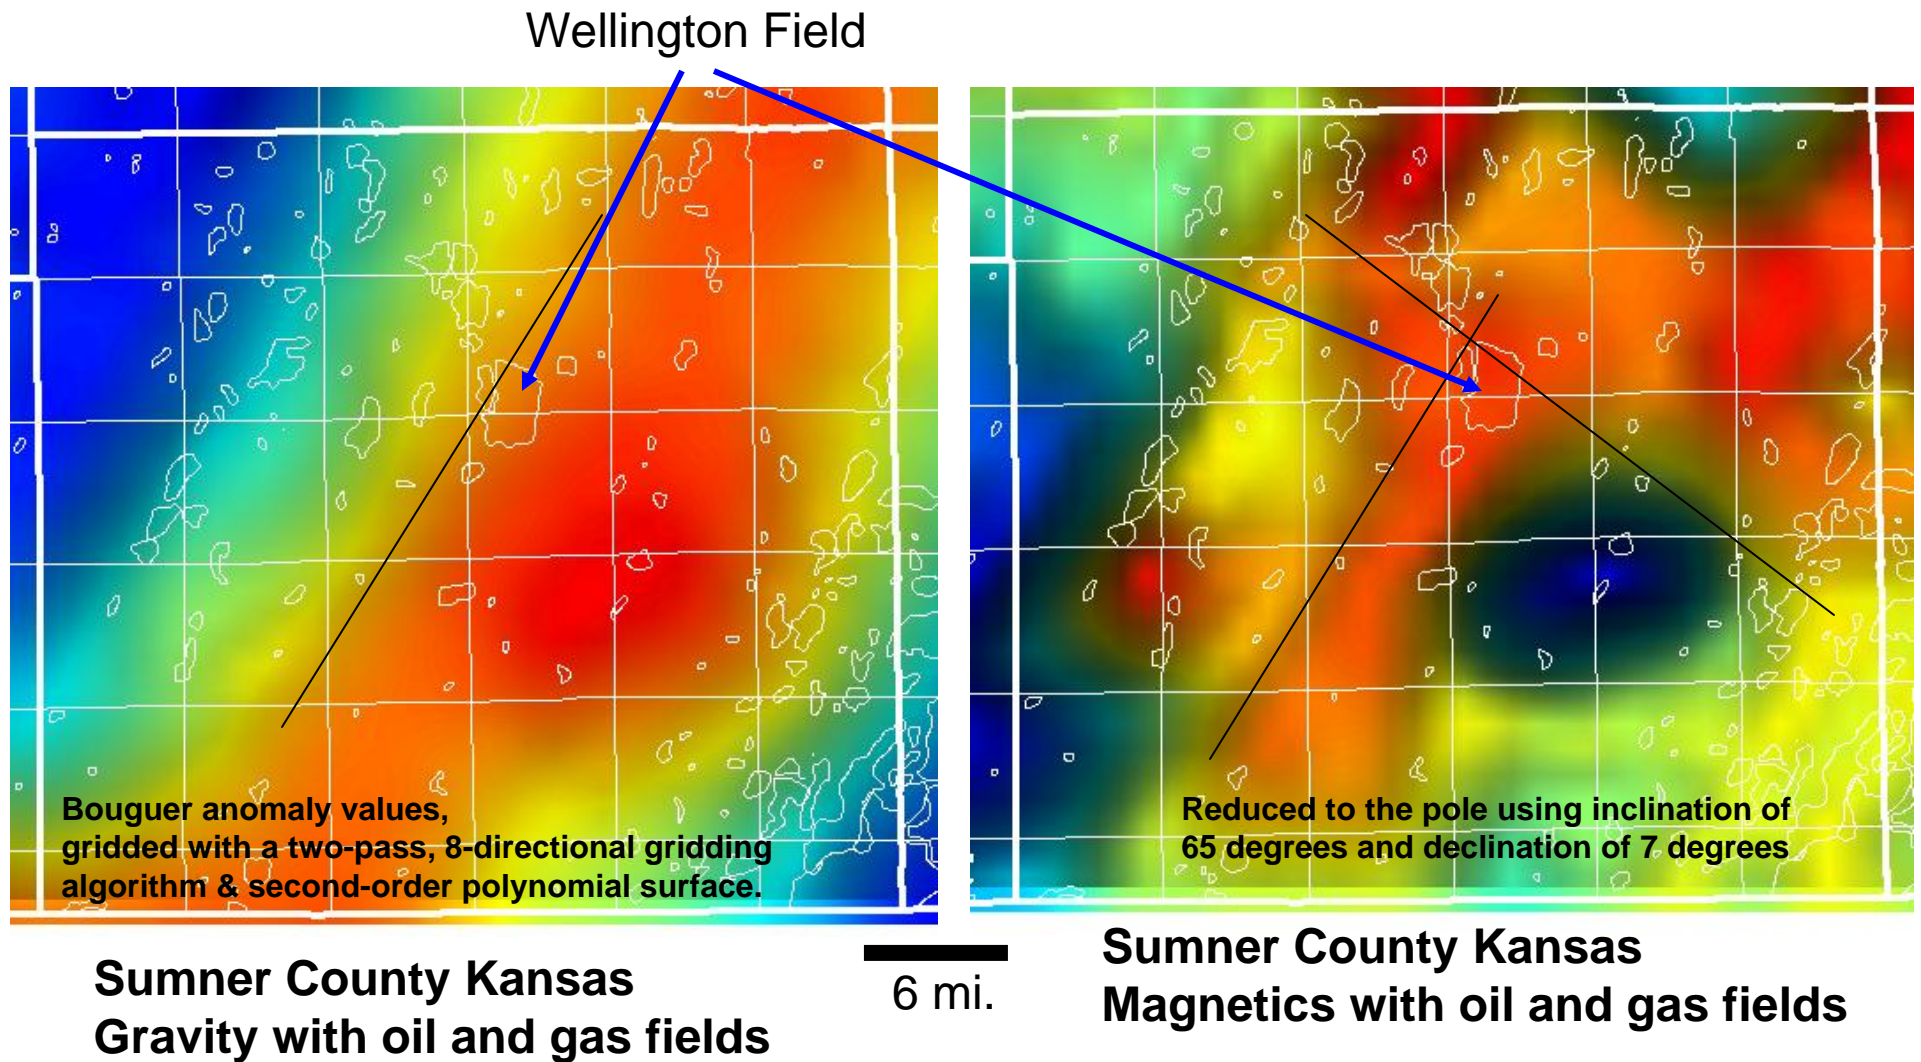 Wellington Field
Bouguer anomaly values,
gridded with a two-pass, 8-directional gridding
algorithm & second-order polynomial surface.
Reduced to the pole using inclination of
65 degrees and declination of 7 degrees
Sumner County Kansas
Gravity with oil and gas fields
6 mi.
Sumner County Kansas
Magnetics with oil and gas fields